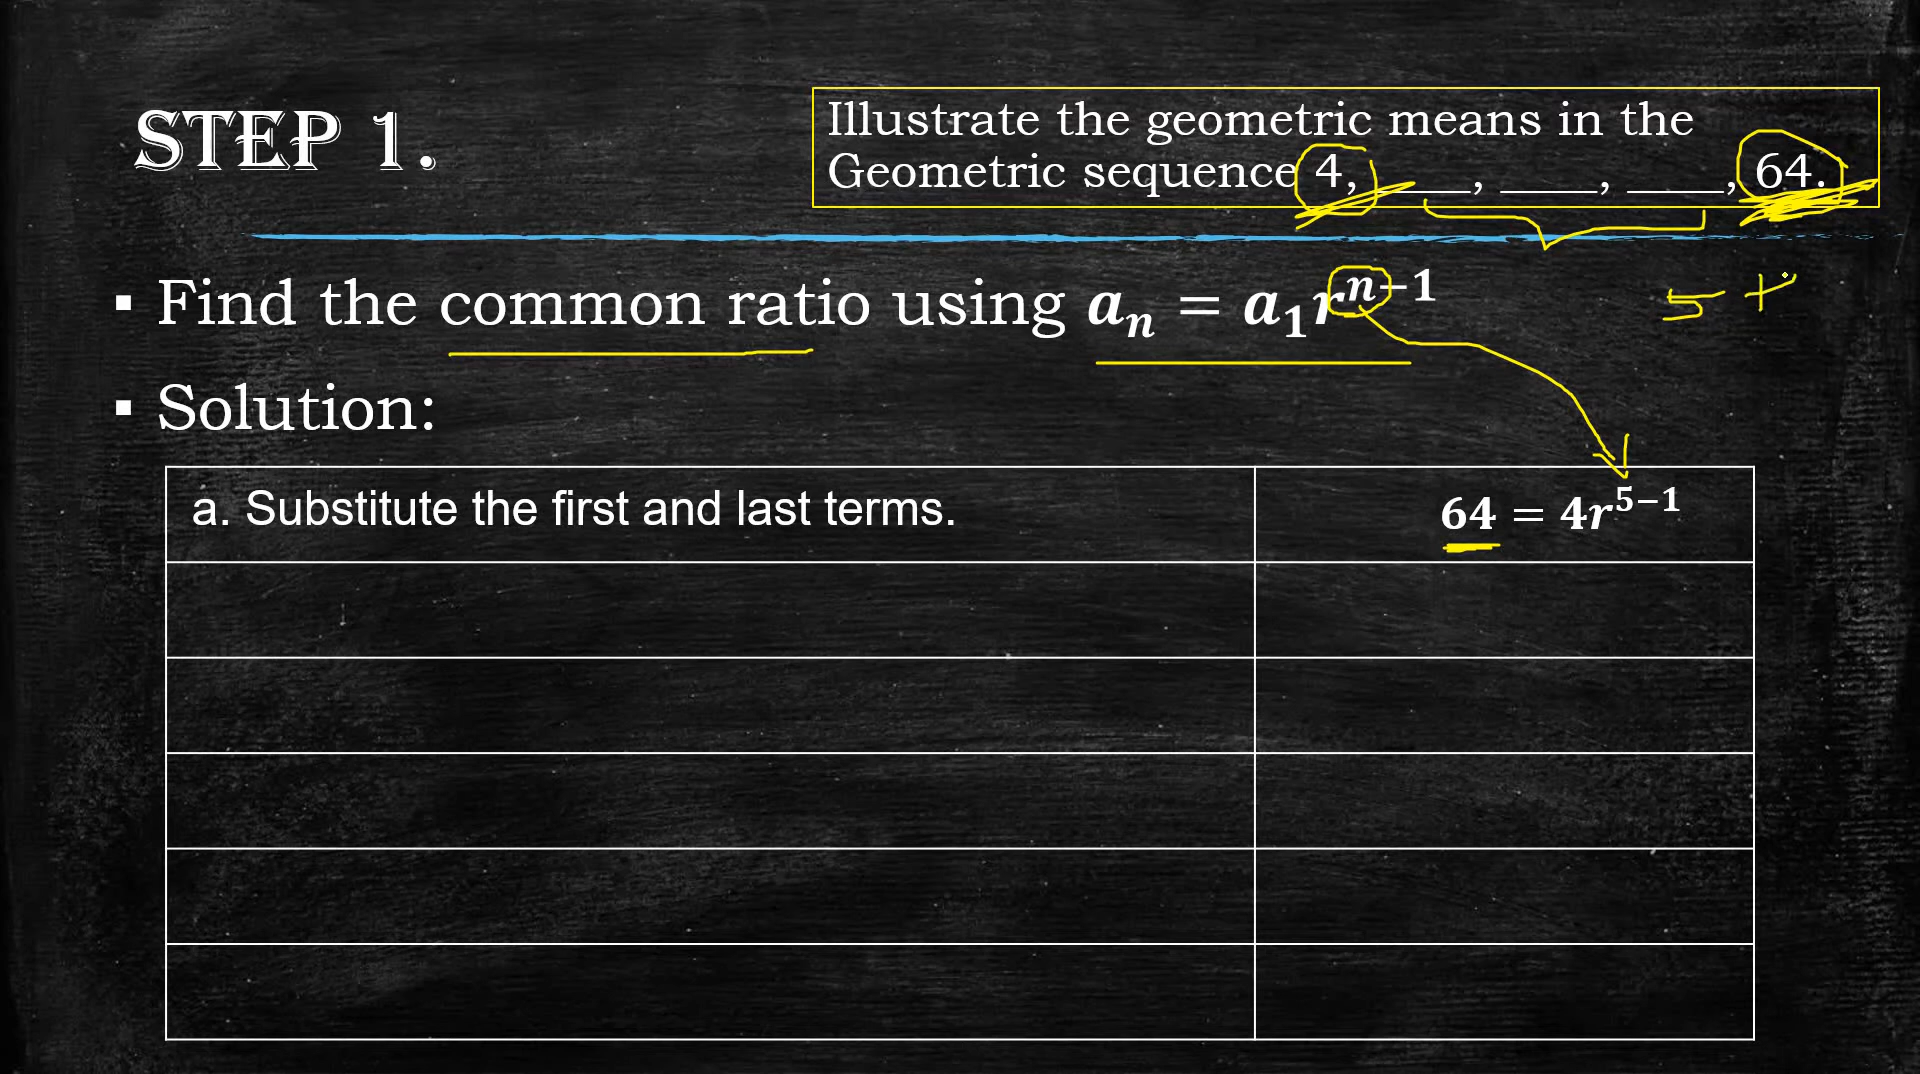 STEP 1.
Illustrate the geometric means in the
Geometric sequence 4, ____, ____, ____, 64.
▪ Find the common ratio using aₙ = a₁rⁿ⁻¹
5 +
▪ Solution:
a. Substitute the first and last terms.
64 = 4r⁵⁻¹